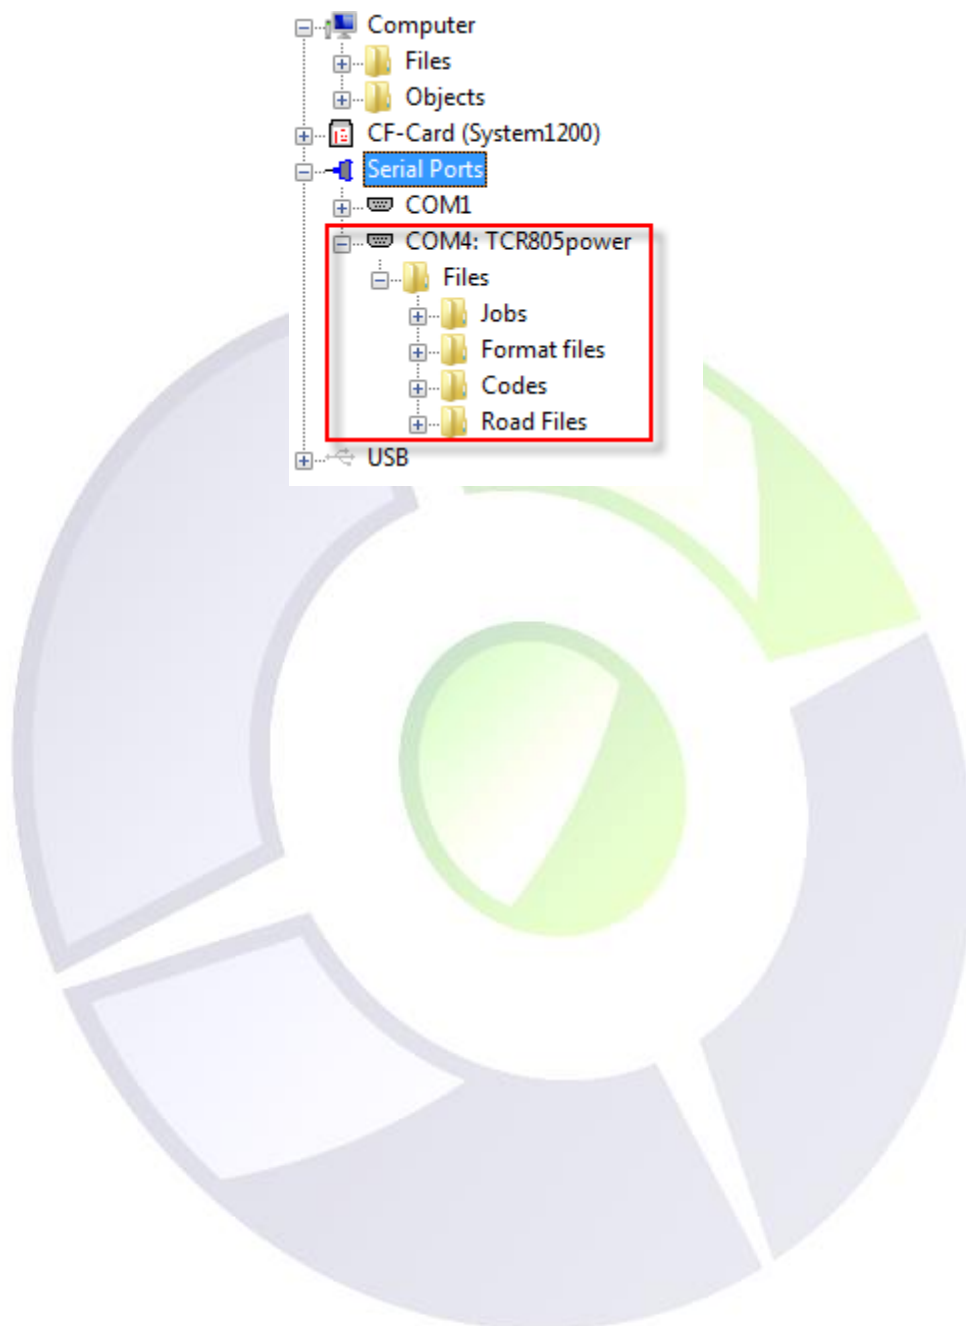 Computer
Files
Objects
CF-Card (System1200)
Serial Ports
COM1
COM4: TCR805power
Files
Jobs
Format files
Codes
Road Files
USB